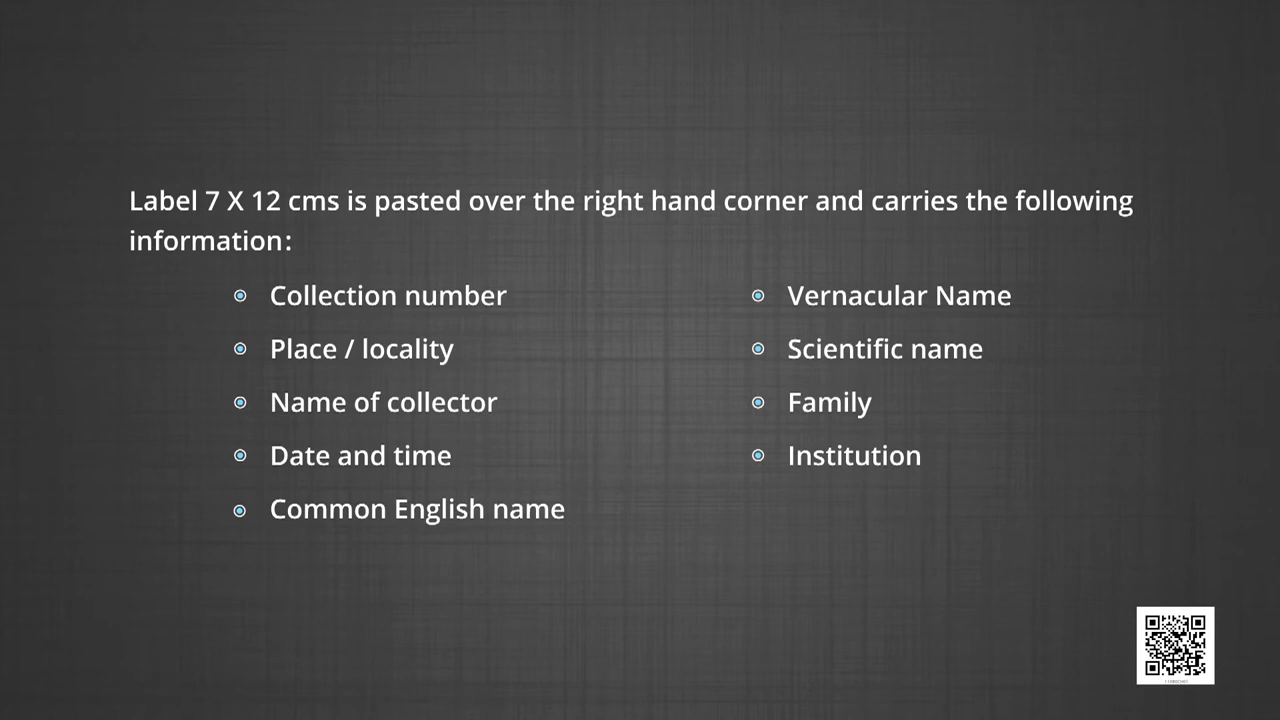 Label 7 X 12 cms is pasted over the right hand corner and carries the following
information:
Collection number
Place / locality
Name of collector
Date and time
Common English name
Vernacular Name
Scientific name
Family
Institution